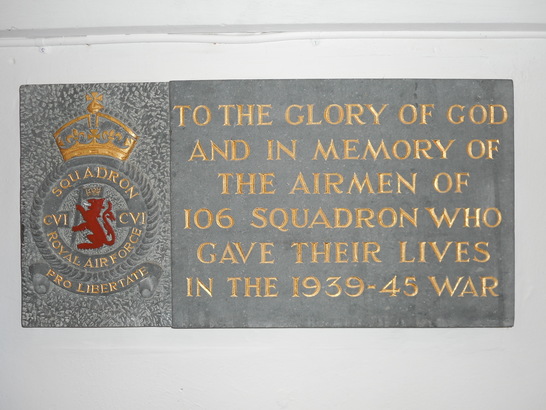 SQUADRON
CVI CVI
ROYAL AIR FORCE
PRO LIBERTATE
TO THE GLORY OF GOD
AND IN MEMORY OF
THE AIRMEN OF
106 SQUADRON WHO
GAVE THEIR LIVES
IN THE 1939-45 WAR